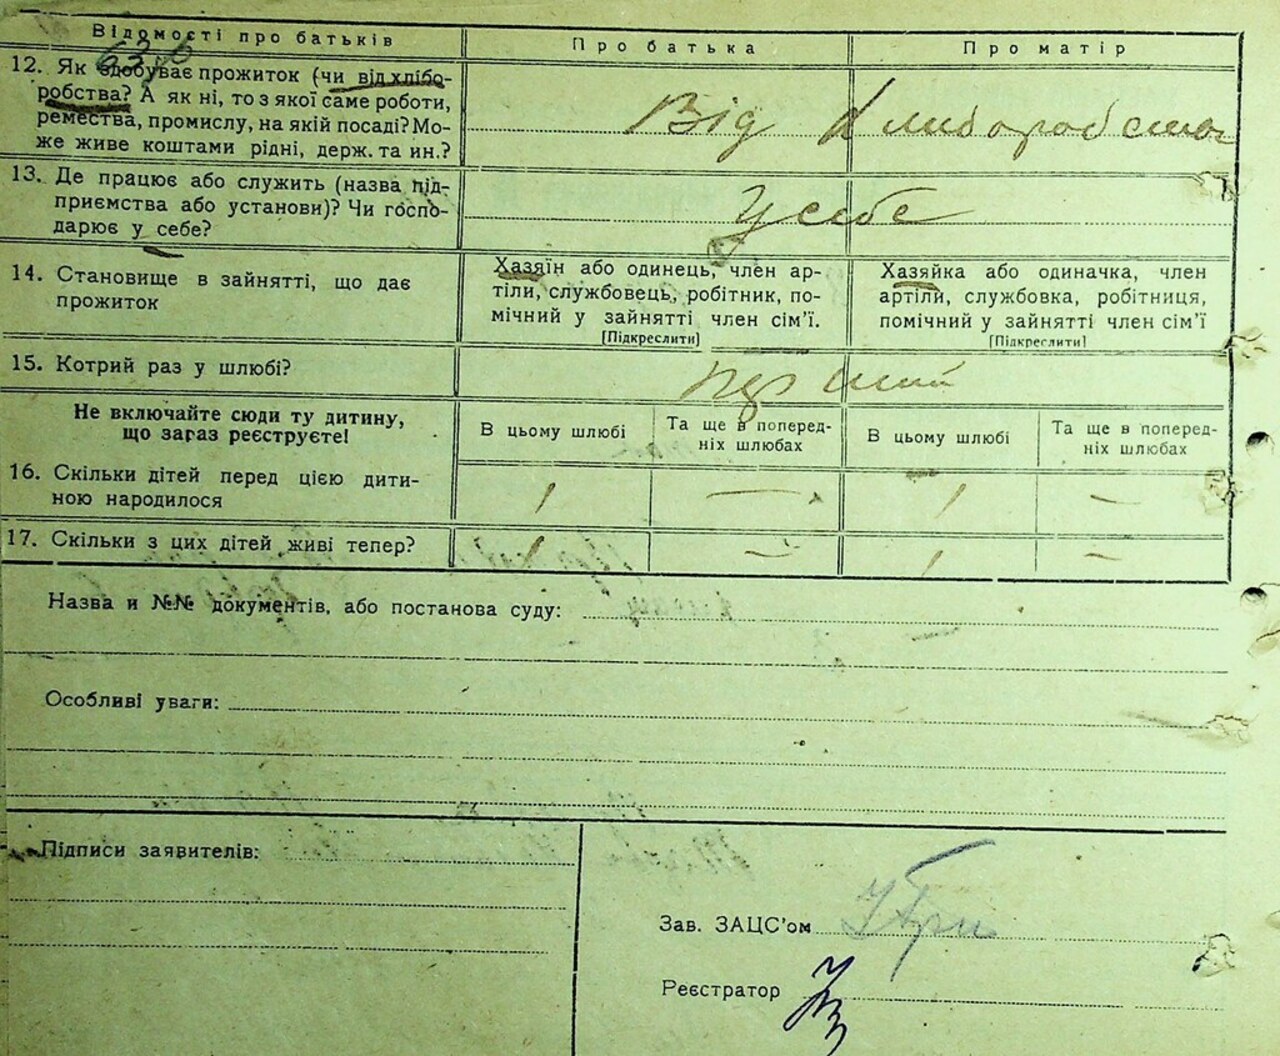 Відомості про батьків
Про батька
Про матір
12. Як здобуває прожиток (чи від хлібо-
робства? А як ні, то з якої саме роботи,
ремества, промислу, на якій посаді? Мо-
же живе коштами рідні, держ. та ин.?
Від хлиборобства
13. Де працює або служить (назва під-
приємства або установи)? Чи госпо-
дарює у себе?
У себе
14. Становище в зайнятті, що дає
прожиток
Хазяїн або одинець, член ар-
тіли, службовець, робітник, по-
мічний у зайнятті член сім'ї.
[Підкреслити]
Хазяйка або одиначка, член
артіли, службовка, робітниця,
помічний у зайнятті член сім'ї
[Підкреслити]
15. Котрий раз у шлюбі?
Не включайте сюди ту дитину,
що зараз реєструєте!
В цьому шлюбі
Та ще в поперед-
ніх шлюбах
В цьому шлюбі
Та ще в поперед-
ніх шлюбах
16. Скільки дітей перед цією дити-
ною народилося
1 — 1 —
17. Скільки з цих дітей живі тепер?
1 — 1 —
Назва и №№ документів, або постанова суду:
Особливі уваги:
Підписи заявителів:
Зав. ЗАЦС'ом
Реєстратор